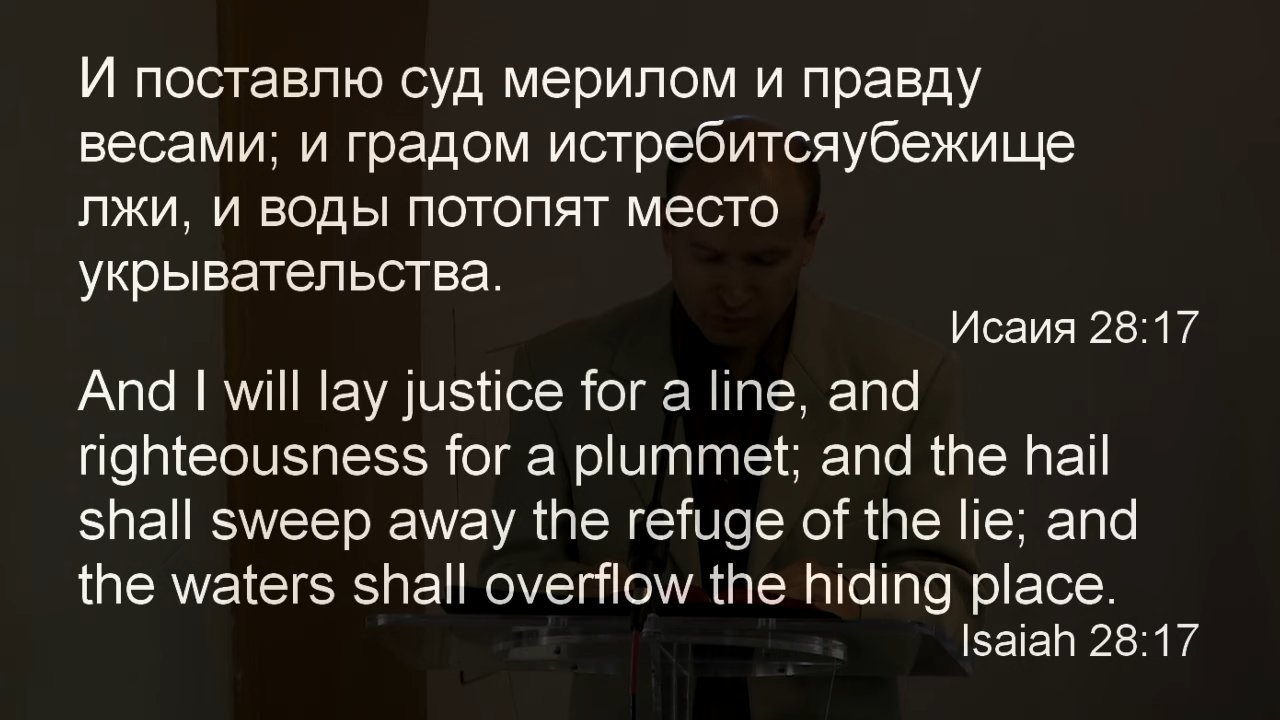 И поставлю суд мерилом и правду
весами; и градом истребитсяубежище
лжи, и воды потопят место
укрывательства.
Исаия 28:17
And I will lay justice for a line, and
righteousness for a plummet; and the hail
shall sweep away the refuge of the lie; and
the waters shall overflow the hiding place.
Isaiah 28:17